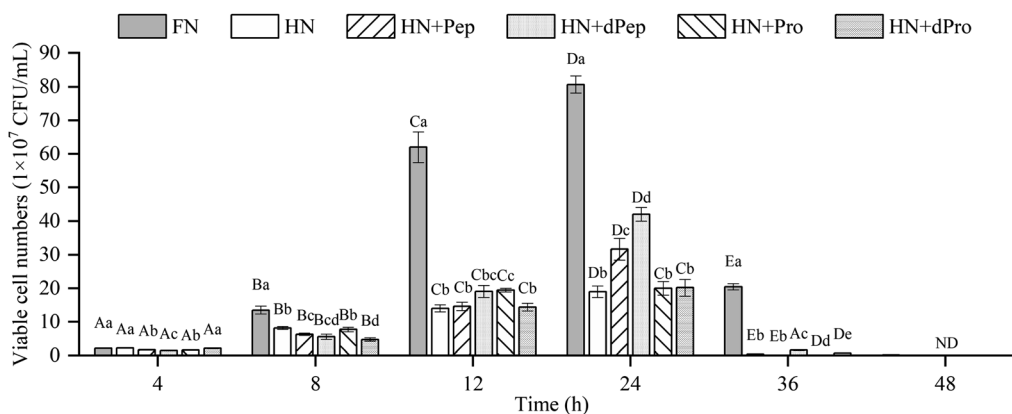 FN HN HN+Pep HN+dPep HN+Pro HN+dPro
Viable cell numbers (1×10⁷ CFU/mL)
90
80
70
60
50
40
30
20
10
0
Aa Aa Ab Ac Ab Aa
Ba Bb Bc Bcd Bb Bd
Ca Cb Cb Cbc Cc Cb
Da Db Dc Dd Cb Cb
Ea Eb Eb Ac Dd De
ND
4 8 12 24 36 48
Time (h)